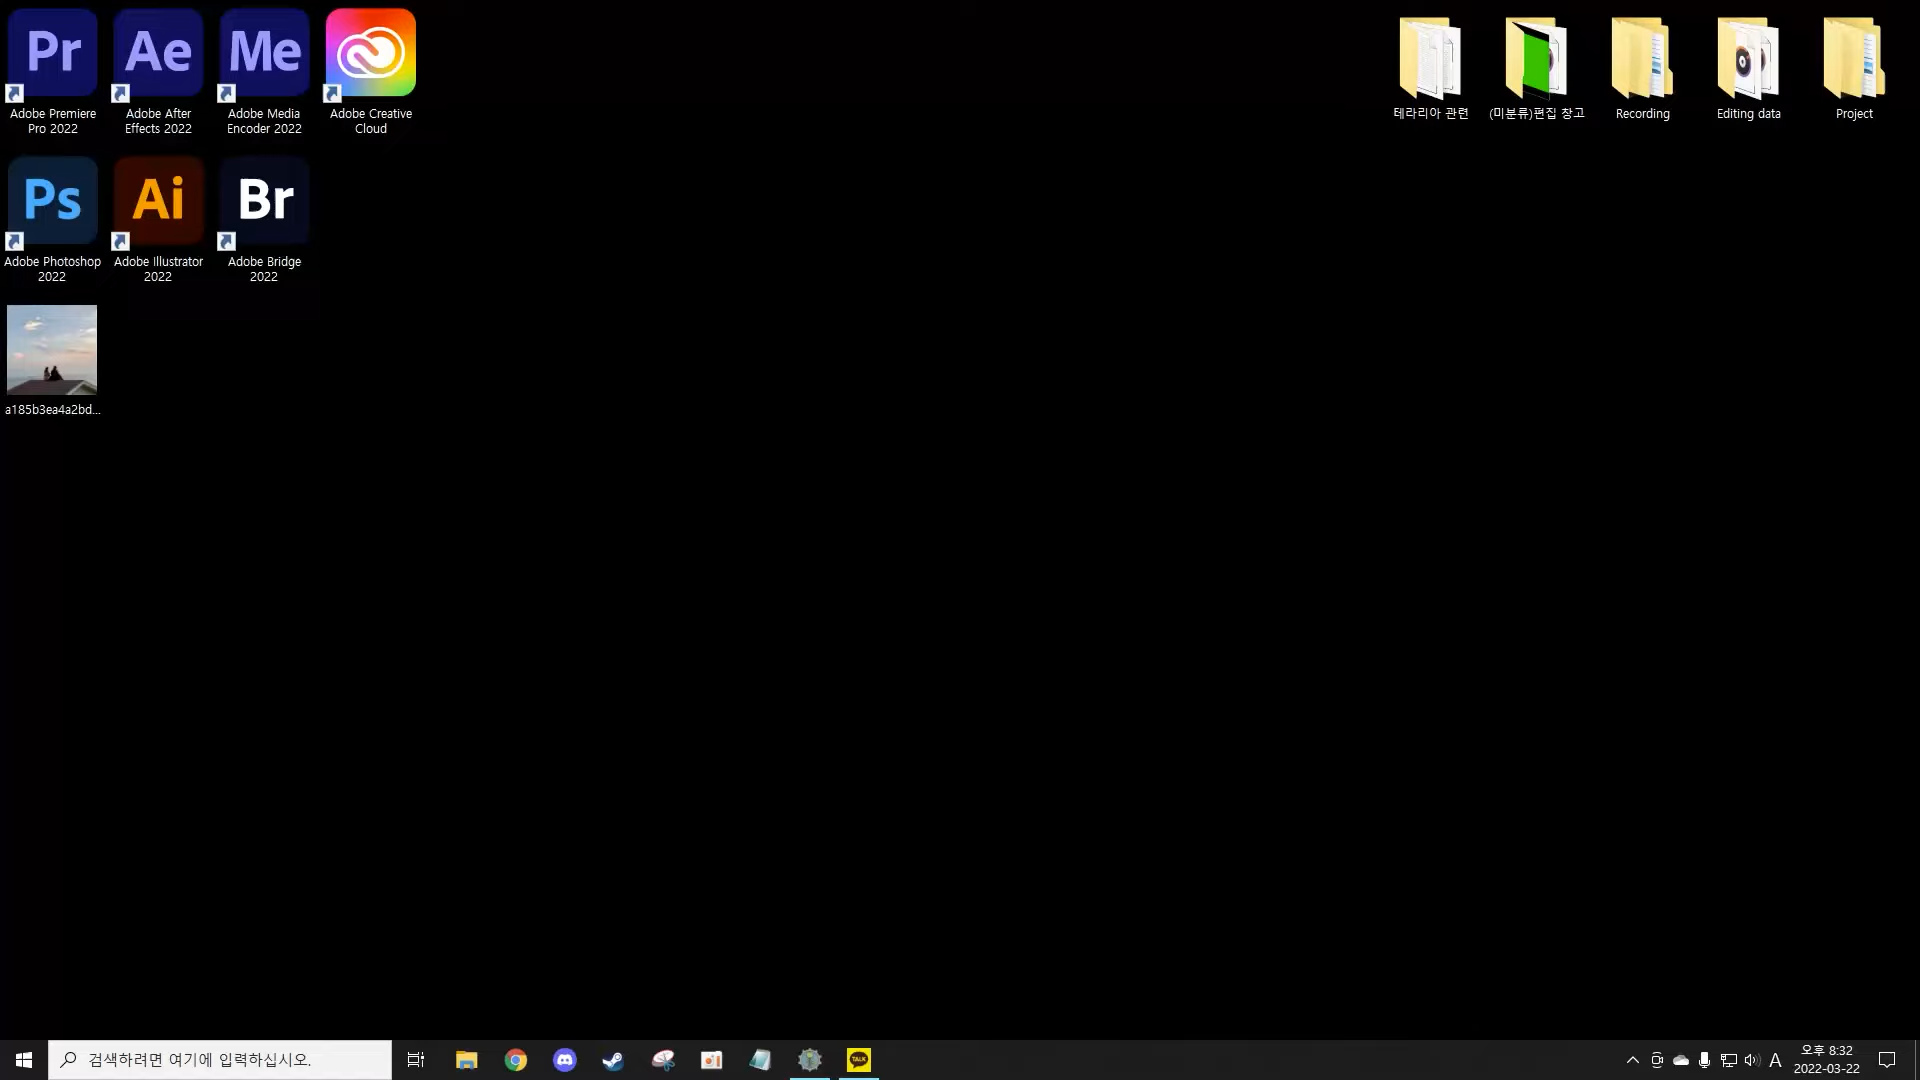 Pr
Ae
Me
Adobe Premiere
Pro 2022
Adobe After
Effects 2022
Adobe Media
Encoder 2022
Adobe Creative
Cloud
테라리아 관련
(미분류)편집 창고
Recording
Editing data
Project
Ps
Ai
Br
Adobe Photoshop
2022
Adobe Illustrator
2022
Adobe Bridge
2022
a185b3ea4a2bd...
검색하려면 여기에 입력하십시오.
TALK
A
오후 8:32
2022-03-22